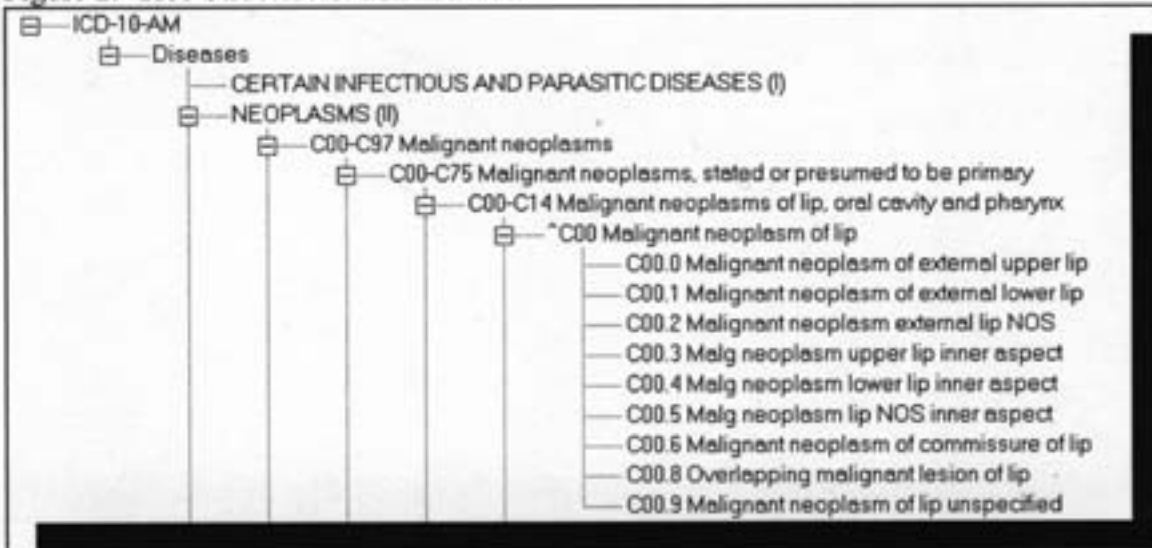 ICD-10-AM
Diseases
CERTAIN INFECTIOUS AND PARASITIC DISEASES (I)
NEOPLASMS (II)
C00-C97 Malignant neoplasms
C00-C75 Malignant neoplasms, stated or presumed to be primary
C00-C14 Malignant neoplasms of lip, oral cavity and pharynx
^C00 Malignant neoplasm of lip
C00.0 Malignant neoplasm of external upper lip
C00.1 Malignant neoplasm of external lower lip
C00.2 Malignant neoplasm external lip NOS
C00.3 Malg neoplasm upper lip inner aspect
C00.4 Malg neoplasm lower lip inner aspect
C00.5 Malg neoplasm lip NOS inner aspect
C00.6 Malignant neoplasm of commissure of lip
C00.8 Overlapping malignant lesion of lip
C00.9 Malignant neoplasm of lip unspecified